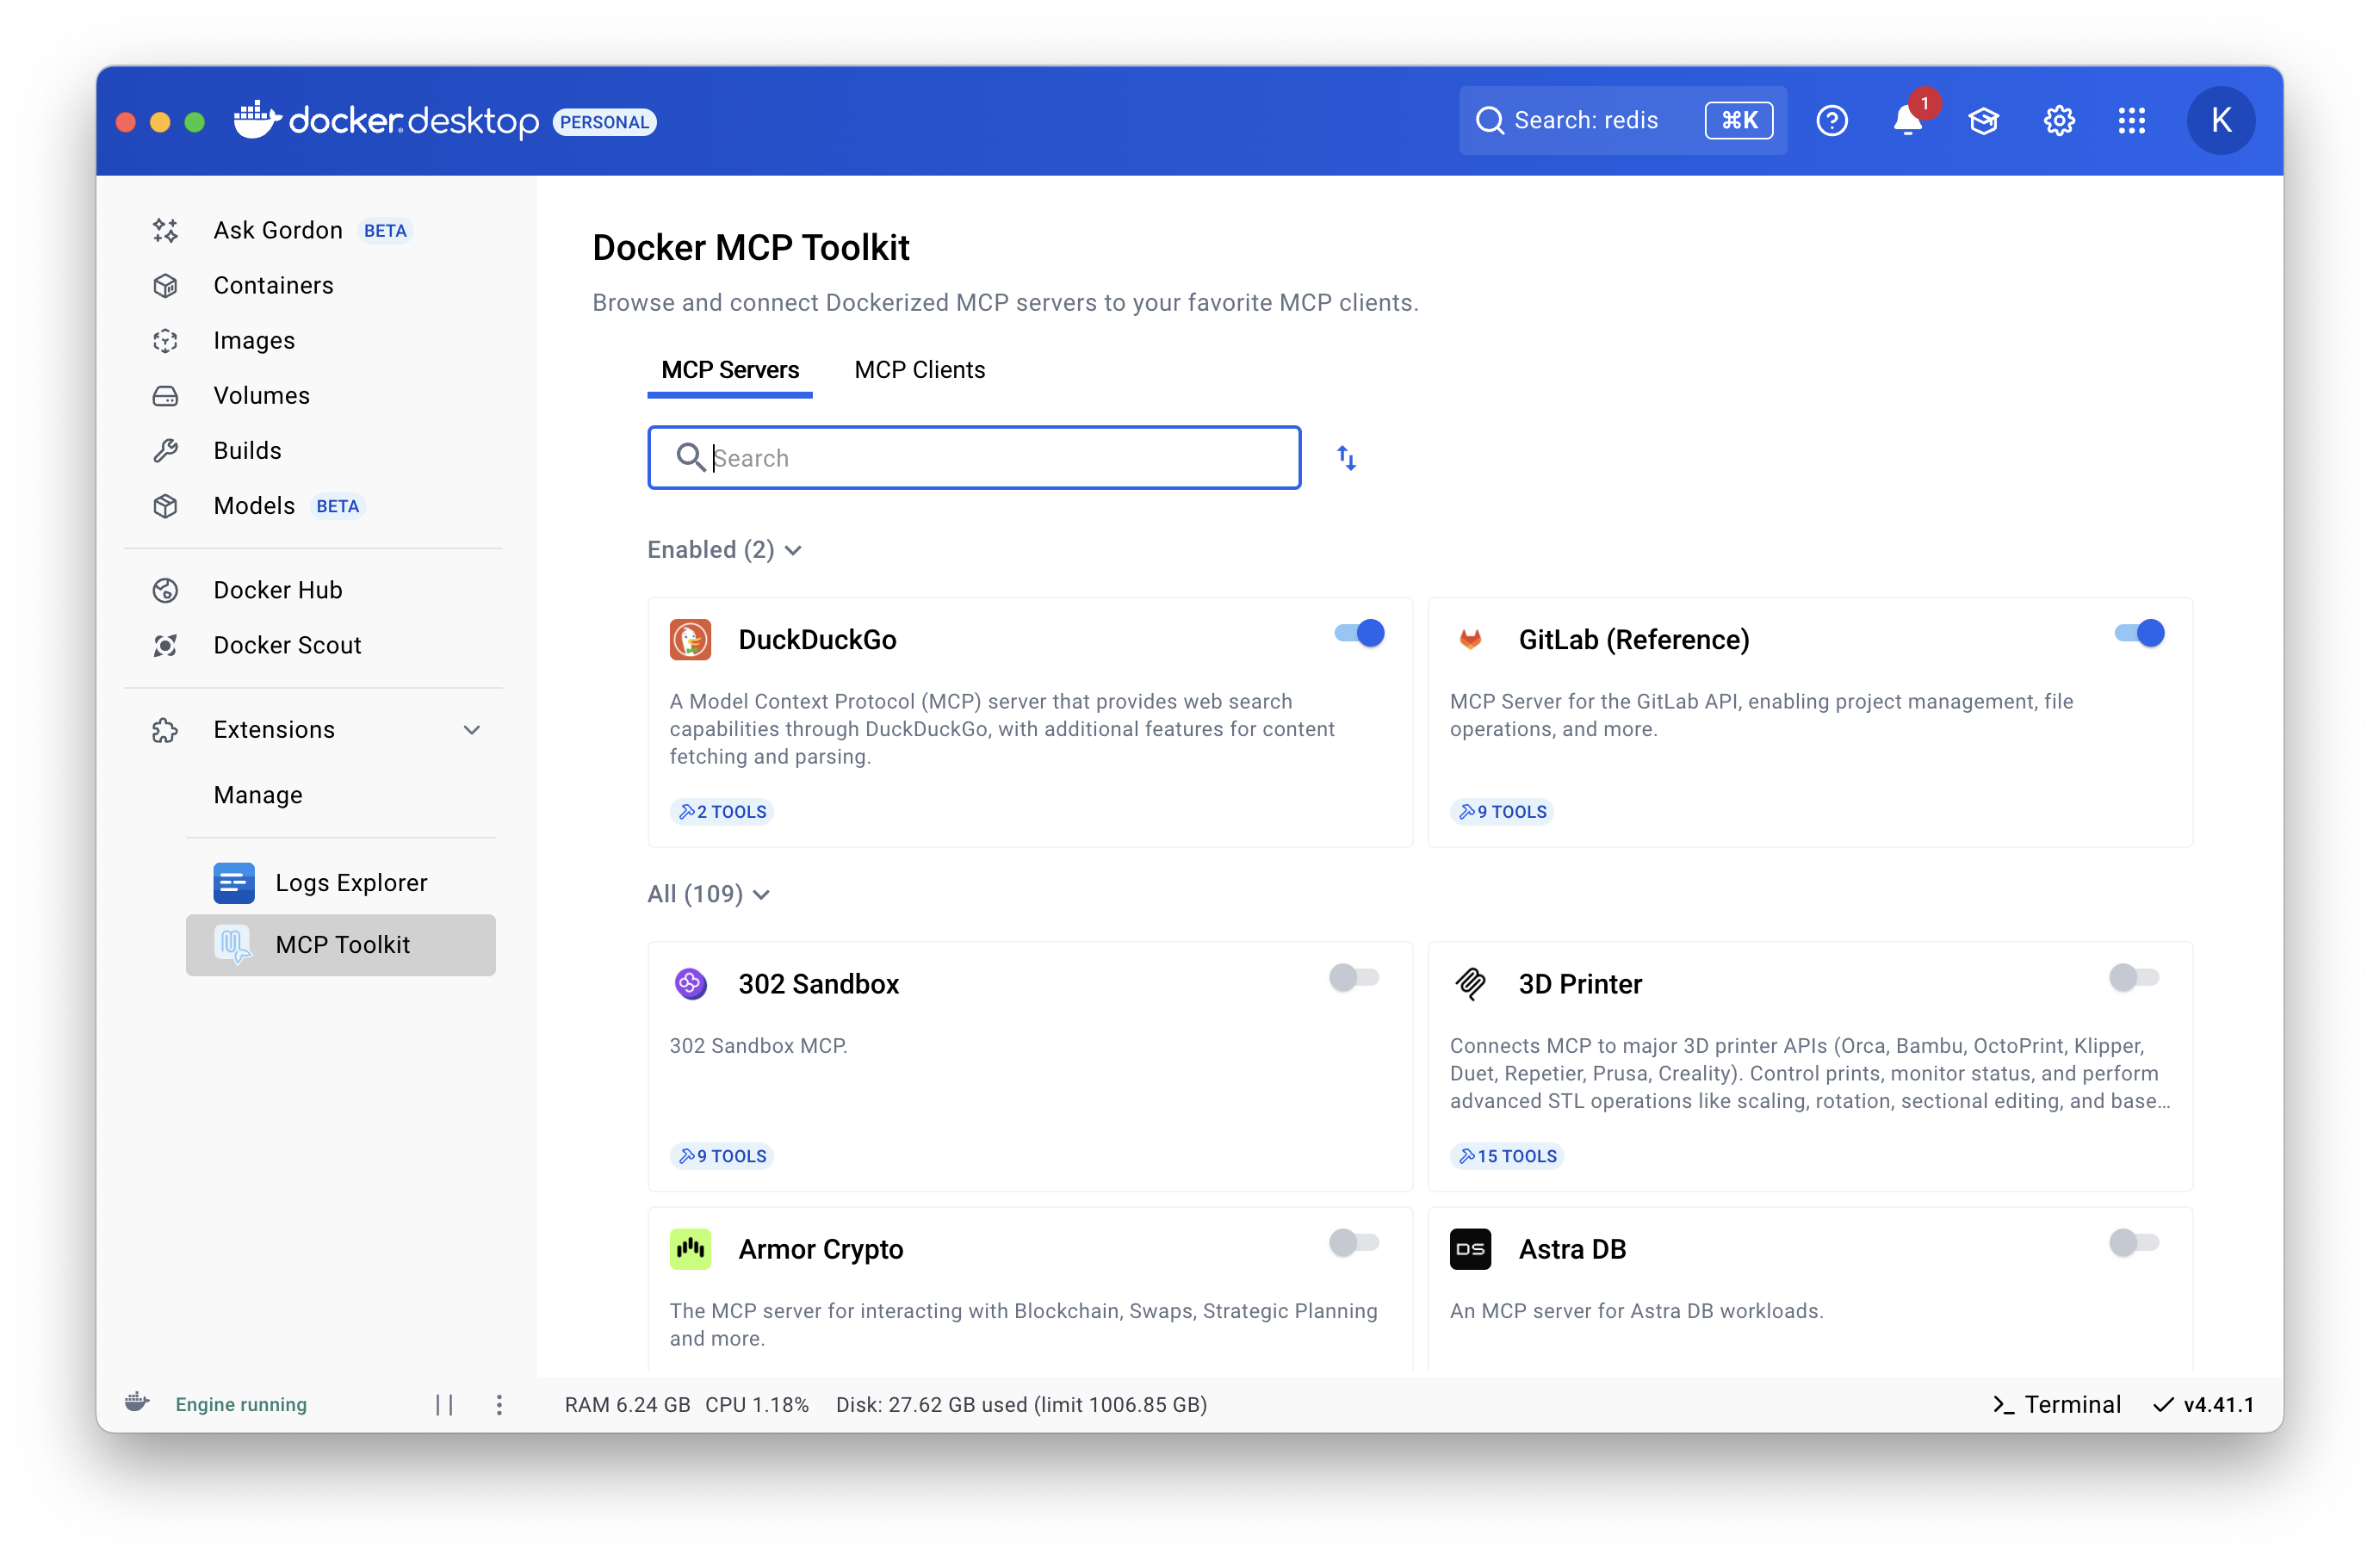 docker desktop PERSONAL
Search: redis ⌘K
1
K
Ask Gordon BETA
Containers
Images
Volumes
Builds
Models BETA
Docker Hub
Docker Scout
Extensions
Manage
Logs Explorer
MCP Toolkit
Docker MCP Toolkit
Browse and connect Dockerized MCP servers to your favorite MCP clients.
MCP Servers MCP Clients
Search
Enabled (2)
DuckDuckGo
A Model Context Protocol (MCP) server that provides web search
capabilities through DuckDuckGo, with additional features for content
fetching and parsing.
2 TOOLS
GitLab (Reference)
MCP Server for the GitLab API, enabling project management, file
operations, and more.
9 TOOLS
All (109)
302 Sandbox
302 Sandbox MCP.
9 TOOLS
3D Printer
Connects MCP to major 3D printer APIs (Orca, Bambu, OctoPrint, Klipper,
Duet, Repetier, Prusa, Creality). Control prints, monitor status, and perform
advanced STL operations like scaling, rotation, sectional editing, and base...
15 TOOLS
Armor Crypto
The MCP server for interacting with Blockchain, Swaps, Strategic Planning
and more.
DS
Astra DB
An MCP server for Astra DB workloads.
Engine running
RAM 6.24 GB CPU 1.18% Disk: 27.62 GB used (limit 1006.85 GB)
Terminal
v4.41.1